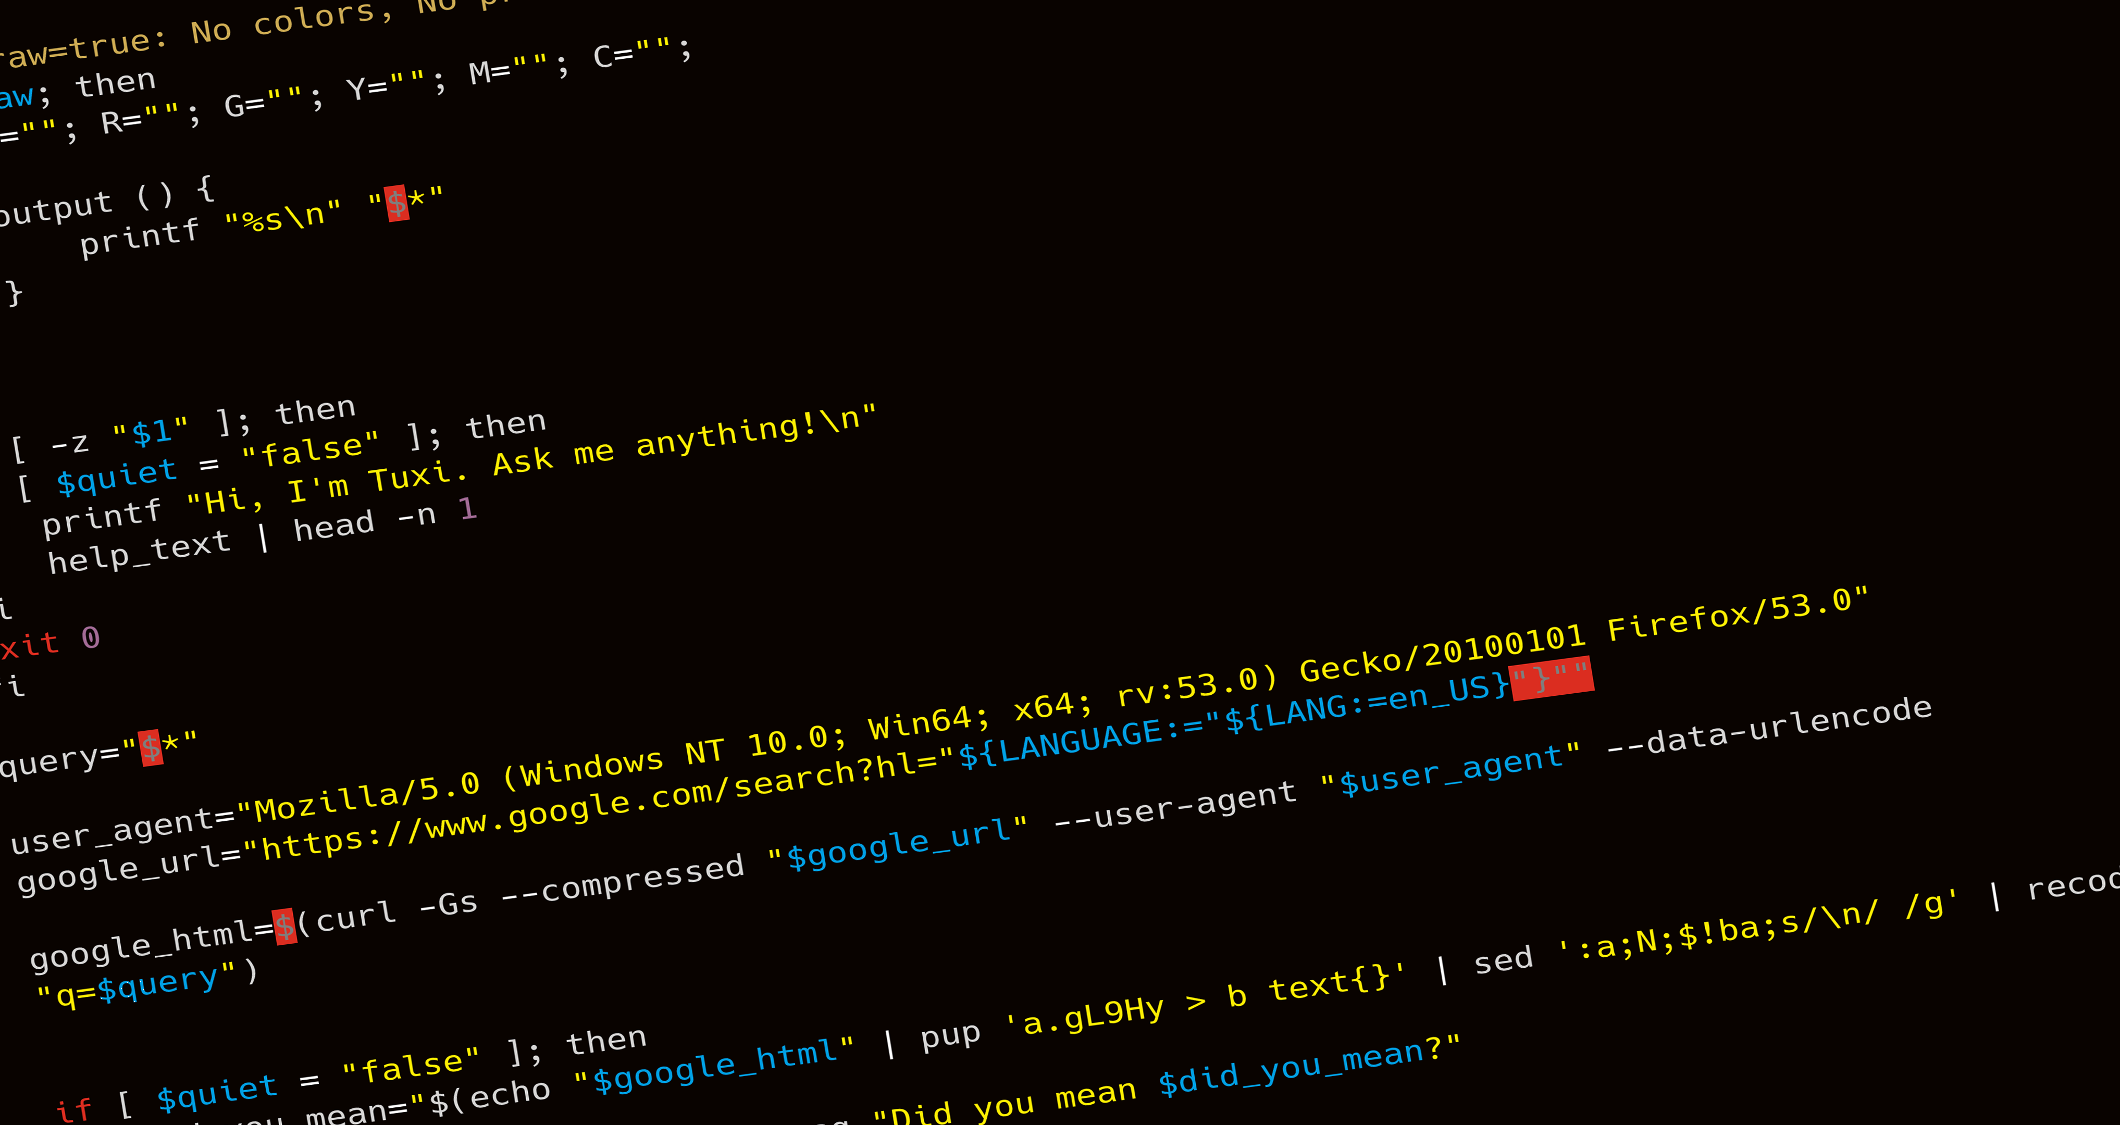 raw=true: No colors, No
aw; then
=""; R=""; G=""; Y=""; M=""; C="";
output () {
printf "%s\n" "$*"
}
[ -z "$1" ]; then
[ $quiet = "false" ]; then
printf "Hi, I'm Tuxi. Ask me anything!\n"
help_text | head -n 1
i
xit 0
i
query="$*"
user_agent="Mozilla/5.0 (Windows NT 10.0; Win64; x64; rv:53.0) Gecko/20100101 Firefox/53.0"
google_url="https://www.google.com/search?hl="${LANGUAGE:="${LANG:=en_US}"}""
google_html=$(curl -Gs --compressed "$google_url" --user-agent "$user_agent" --data-urlencode
"q=$query")
if [ $quiet = "false" ]; then
you_mean="$(echo "$google_html" | pup 'a.gL9Hy > b text{}' | sed ':a;N;$!ba;s/\n/ /g' | recod
"Did you mean $did_you_mean?"